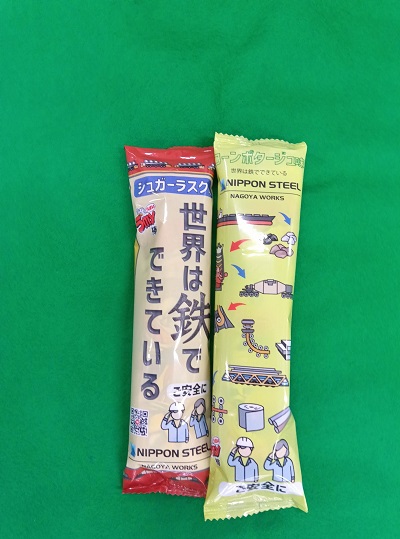 シュガーラスク
味
世界は鉄で
できている
ご安全に
NIPPON STEEL
NAGOYA WORKS
ーンポタージュ味
世界は鉄でできている
NIPPON STEEL
NAGOYA WORKS
ご安全に